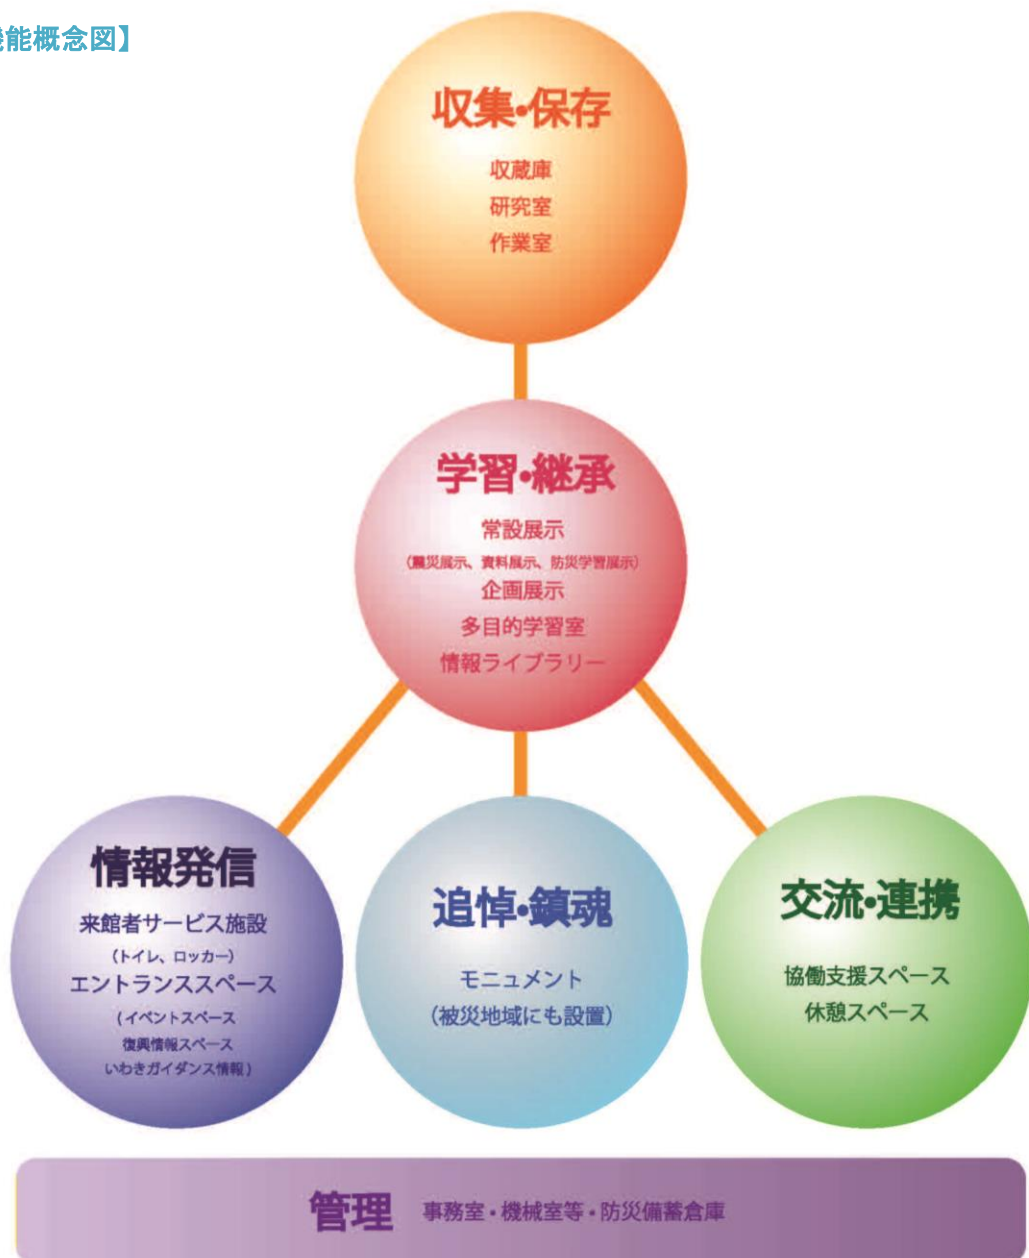 能概念図】
収集・保存
収蔵庫
研究室
作業室
学習・継承
常設展示
（震災展示、資料展示、防災学習展示）
企画展示
多目的学習室
情報ライブラリー
情報発信
来館者サービス施設
（トイレ、ロッカー）
エントランススペース
（イベントスペース
復興情報スペース
いわきガイダンス情報）
追悼・鎮魂
モニュメント
（被災地域にも設置）
交流・連携
協働支援スペース
休憩スペース
管理 事務室・機械室等・防災備蓄倉庫